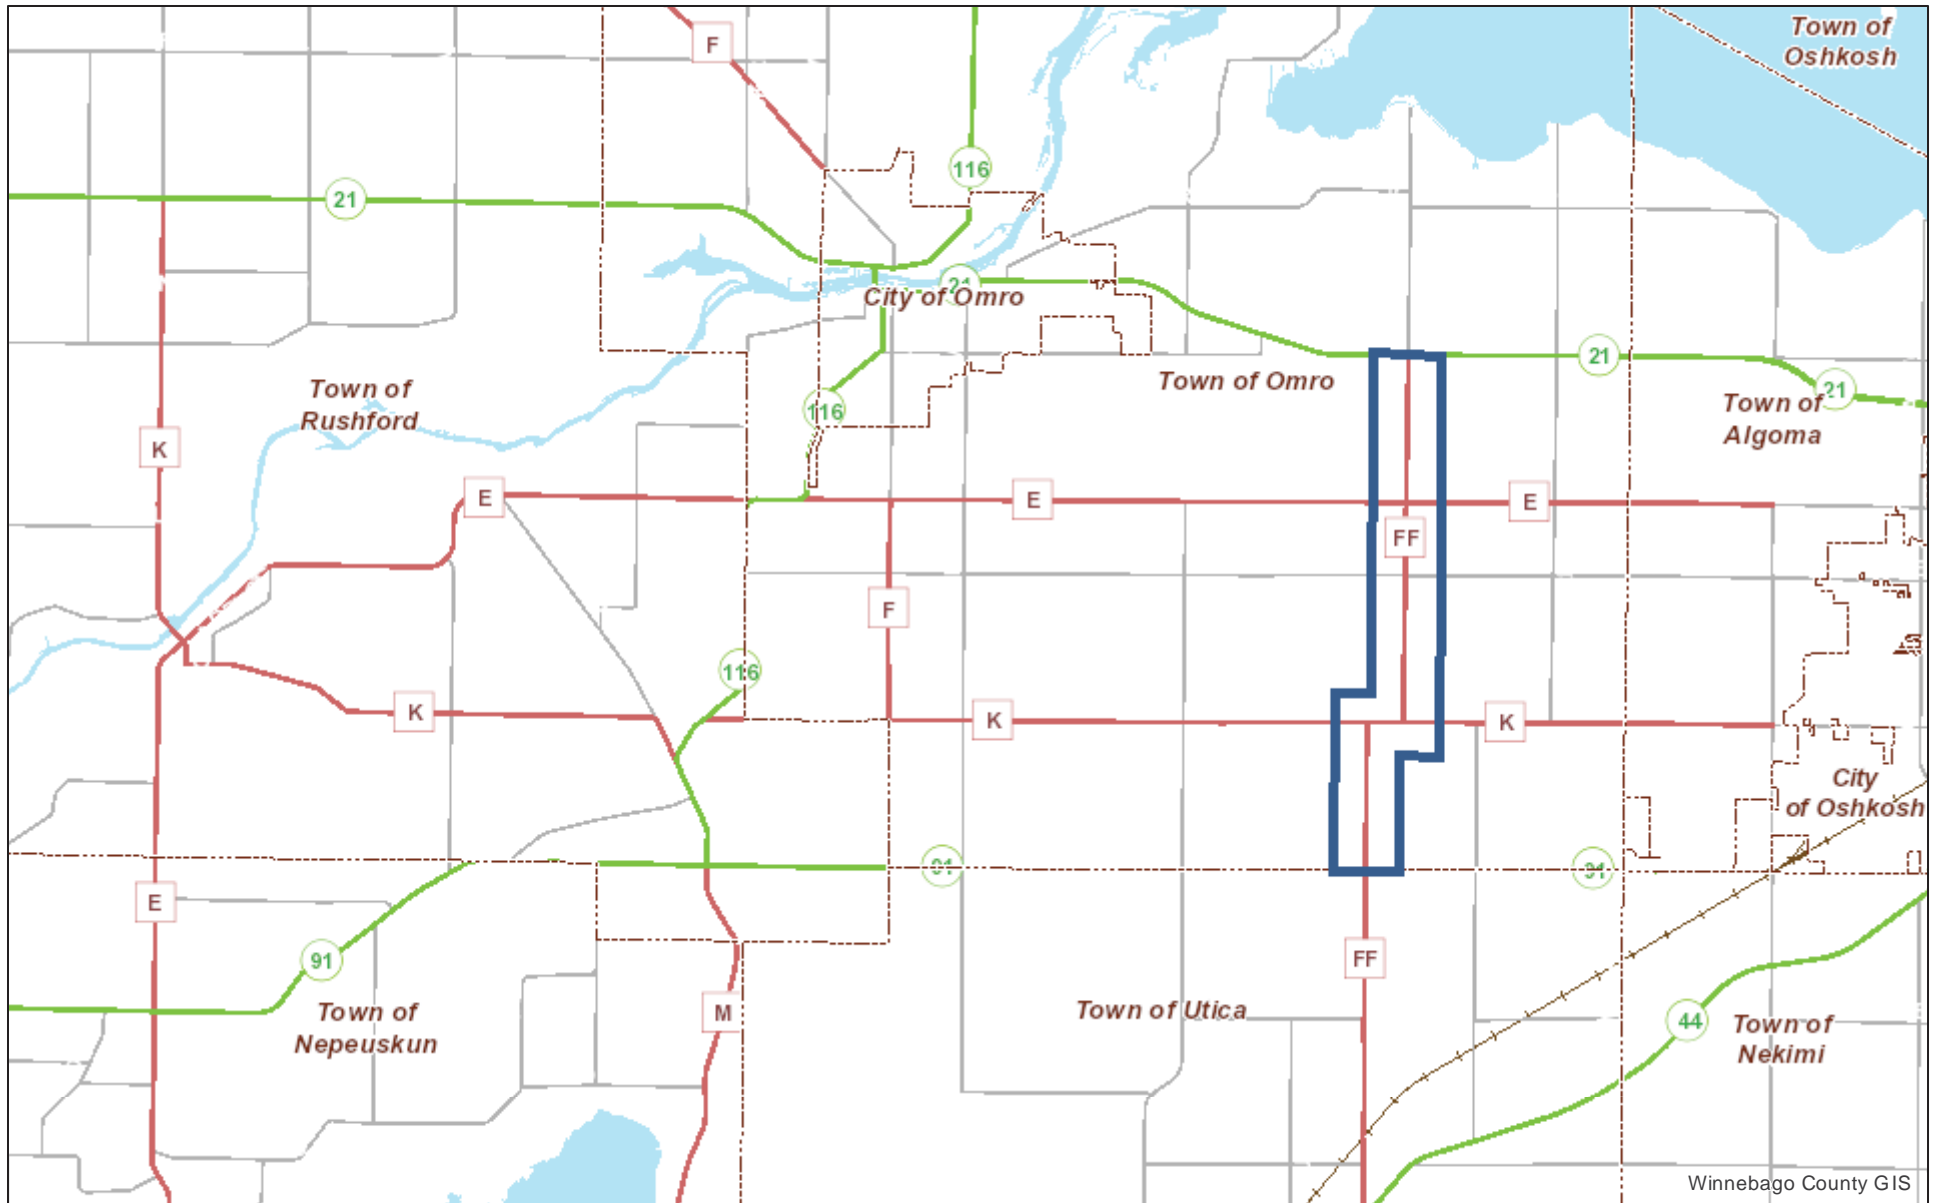 Town of
Oshkosh
F
116
21
21
City of Omro
21
Town of Omro
21
Town of
Rushford
116
Town of
Algoma
K
E
E
E
FF
F
116
K
K
K
City
of Oshkosh
91
91
E
91
FF
Town of
Nepeuskun
M
Town of Utica
44
Town of
Nekimi
Winnebago County GIS